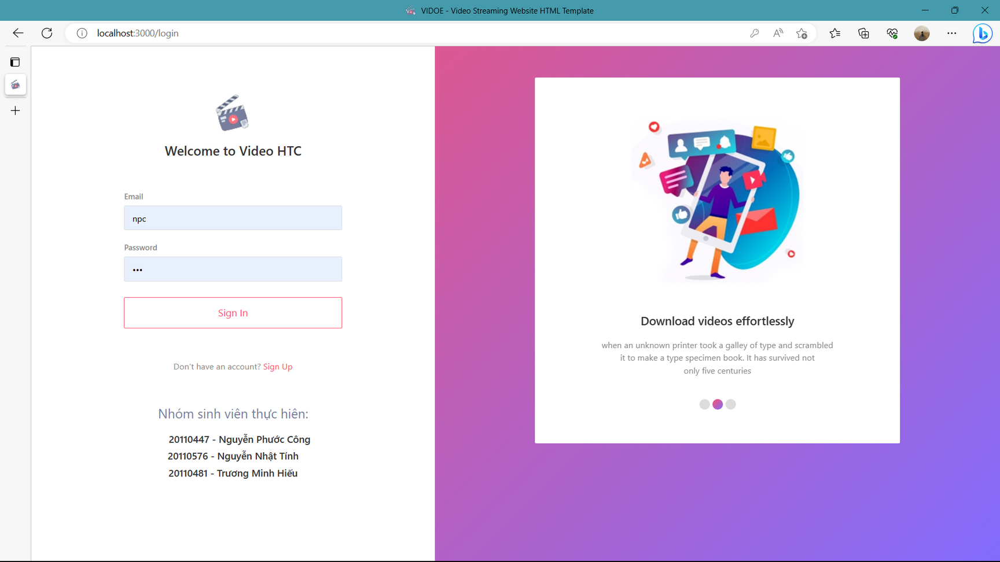 VIDOE - Video Streaming Website HTML Template
localhost:3000/login
Welcome to Video HTC
Email
npc
Password
•••
Sign In
Don't have an account? Sign Up
Nhóm sinh viên thực hiên:
20110447 - Nguyễn Phước Công
20110576 - Nguyễn Nhật Tính
20110481 - Trương Minh Hiếu
Download videos effortlessly
when an unknown printer took a galley of type and scrambled
it to make a type specimen book. It has survived not
only five centuries